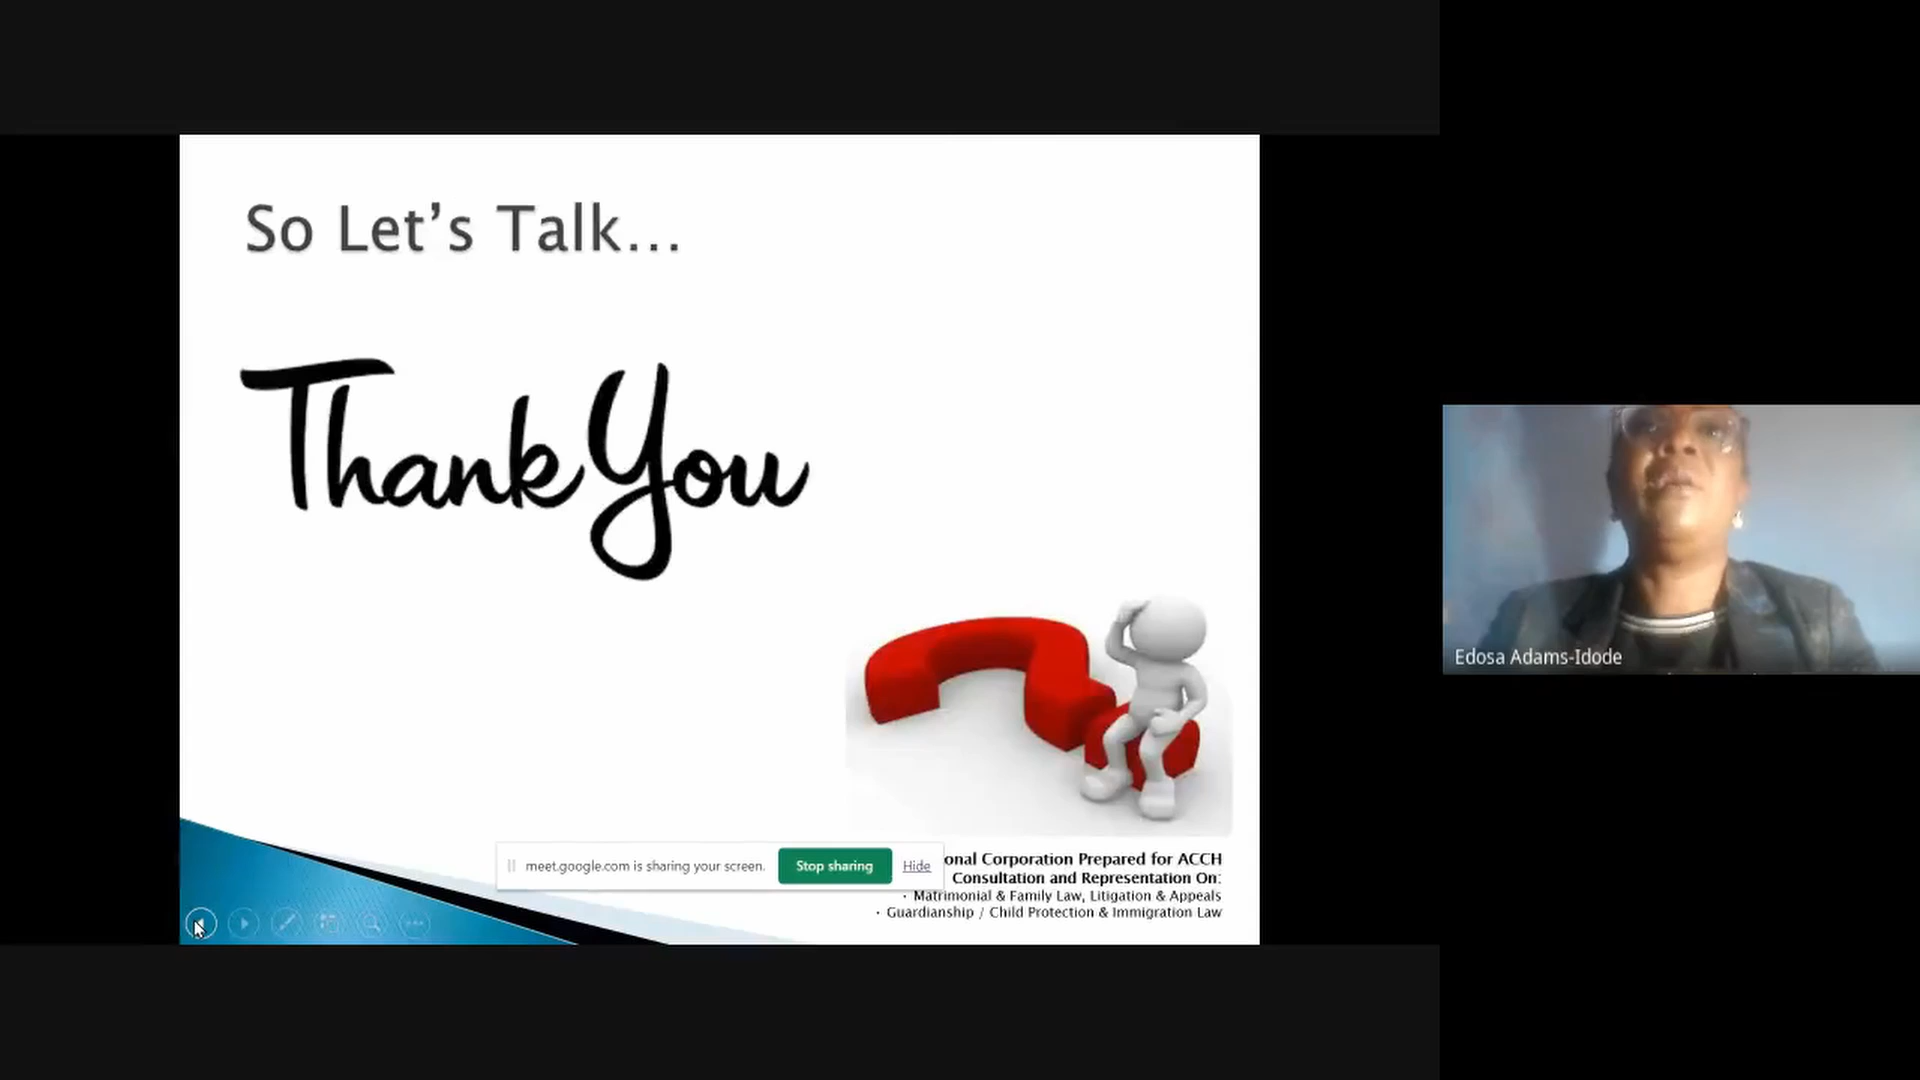 So Let's Talk...
Thank You
meet.google.com is sharing your screen. Stop sharing Hide
onal Corporation Prepared for ACCH
Consultation and Representation On:
· Matrimonial & Family Law, Litigation & Appeals
· Guardianship / Child Protection & Immigration Law
Edosa Adams-Idode